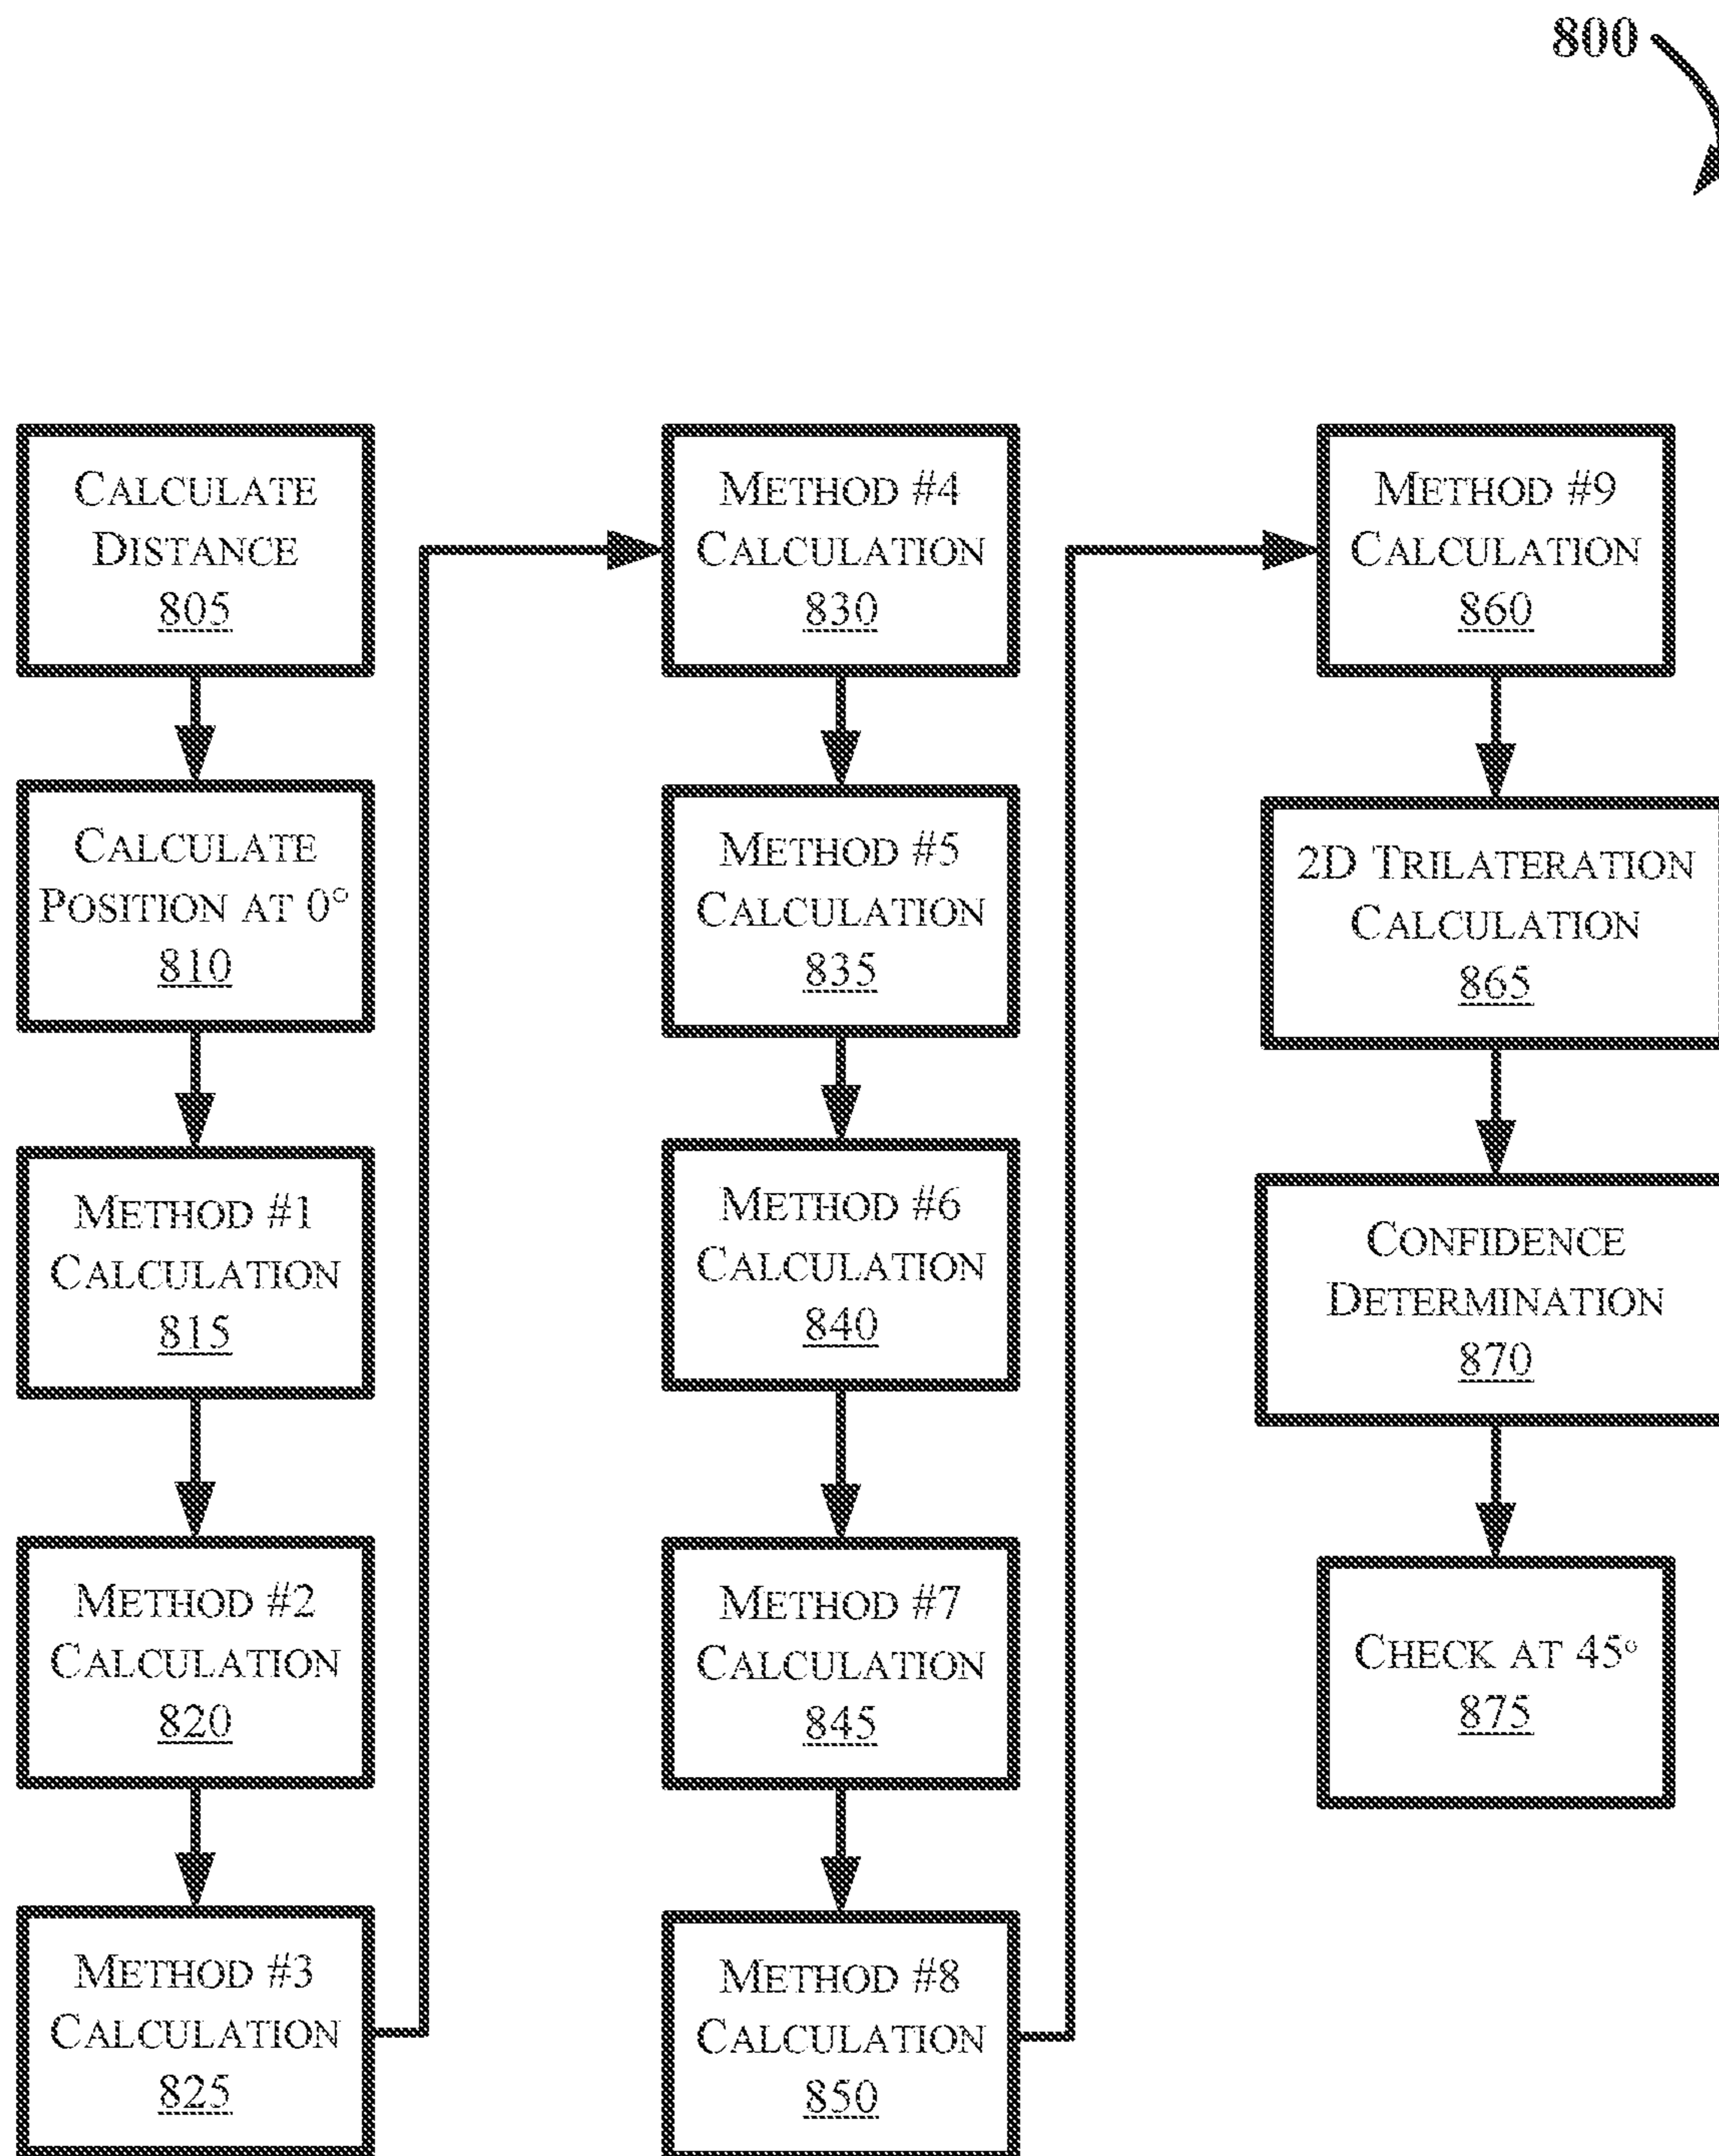 800
CALCULATE
DISTANCE
805
CALCULATE
POSITION AT 0°
810
METHOD #1
CALCULATION
815
METHOD #2
CALCULATION
820
METHOD #3
CALCULATION
825
METHOD #4
CALCULATION
830
METHOD #5
CALCULATION
835
METHOD #6
CALCULATION
840
METHOD #7
CALCULATION
845
METHOD #8
CALCULATION
850
METHOD #9
CALCULATION
860
2D TRILATERATION
CALCULATION
865
CONFIDENCE
DETERMINATION
870
CHECK AT 45°
875